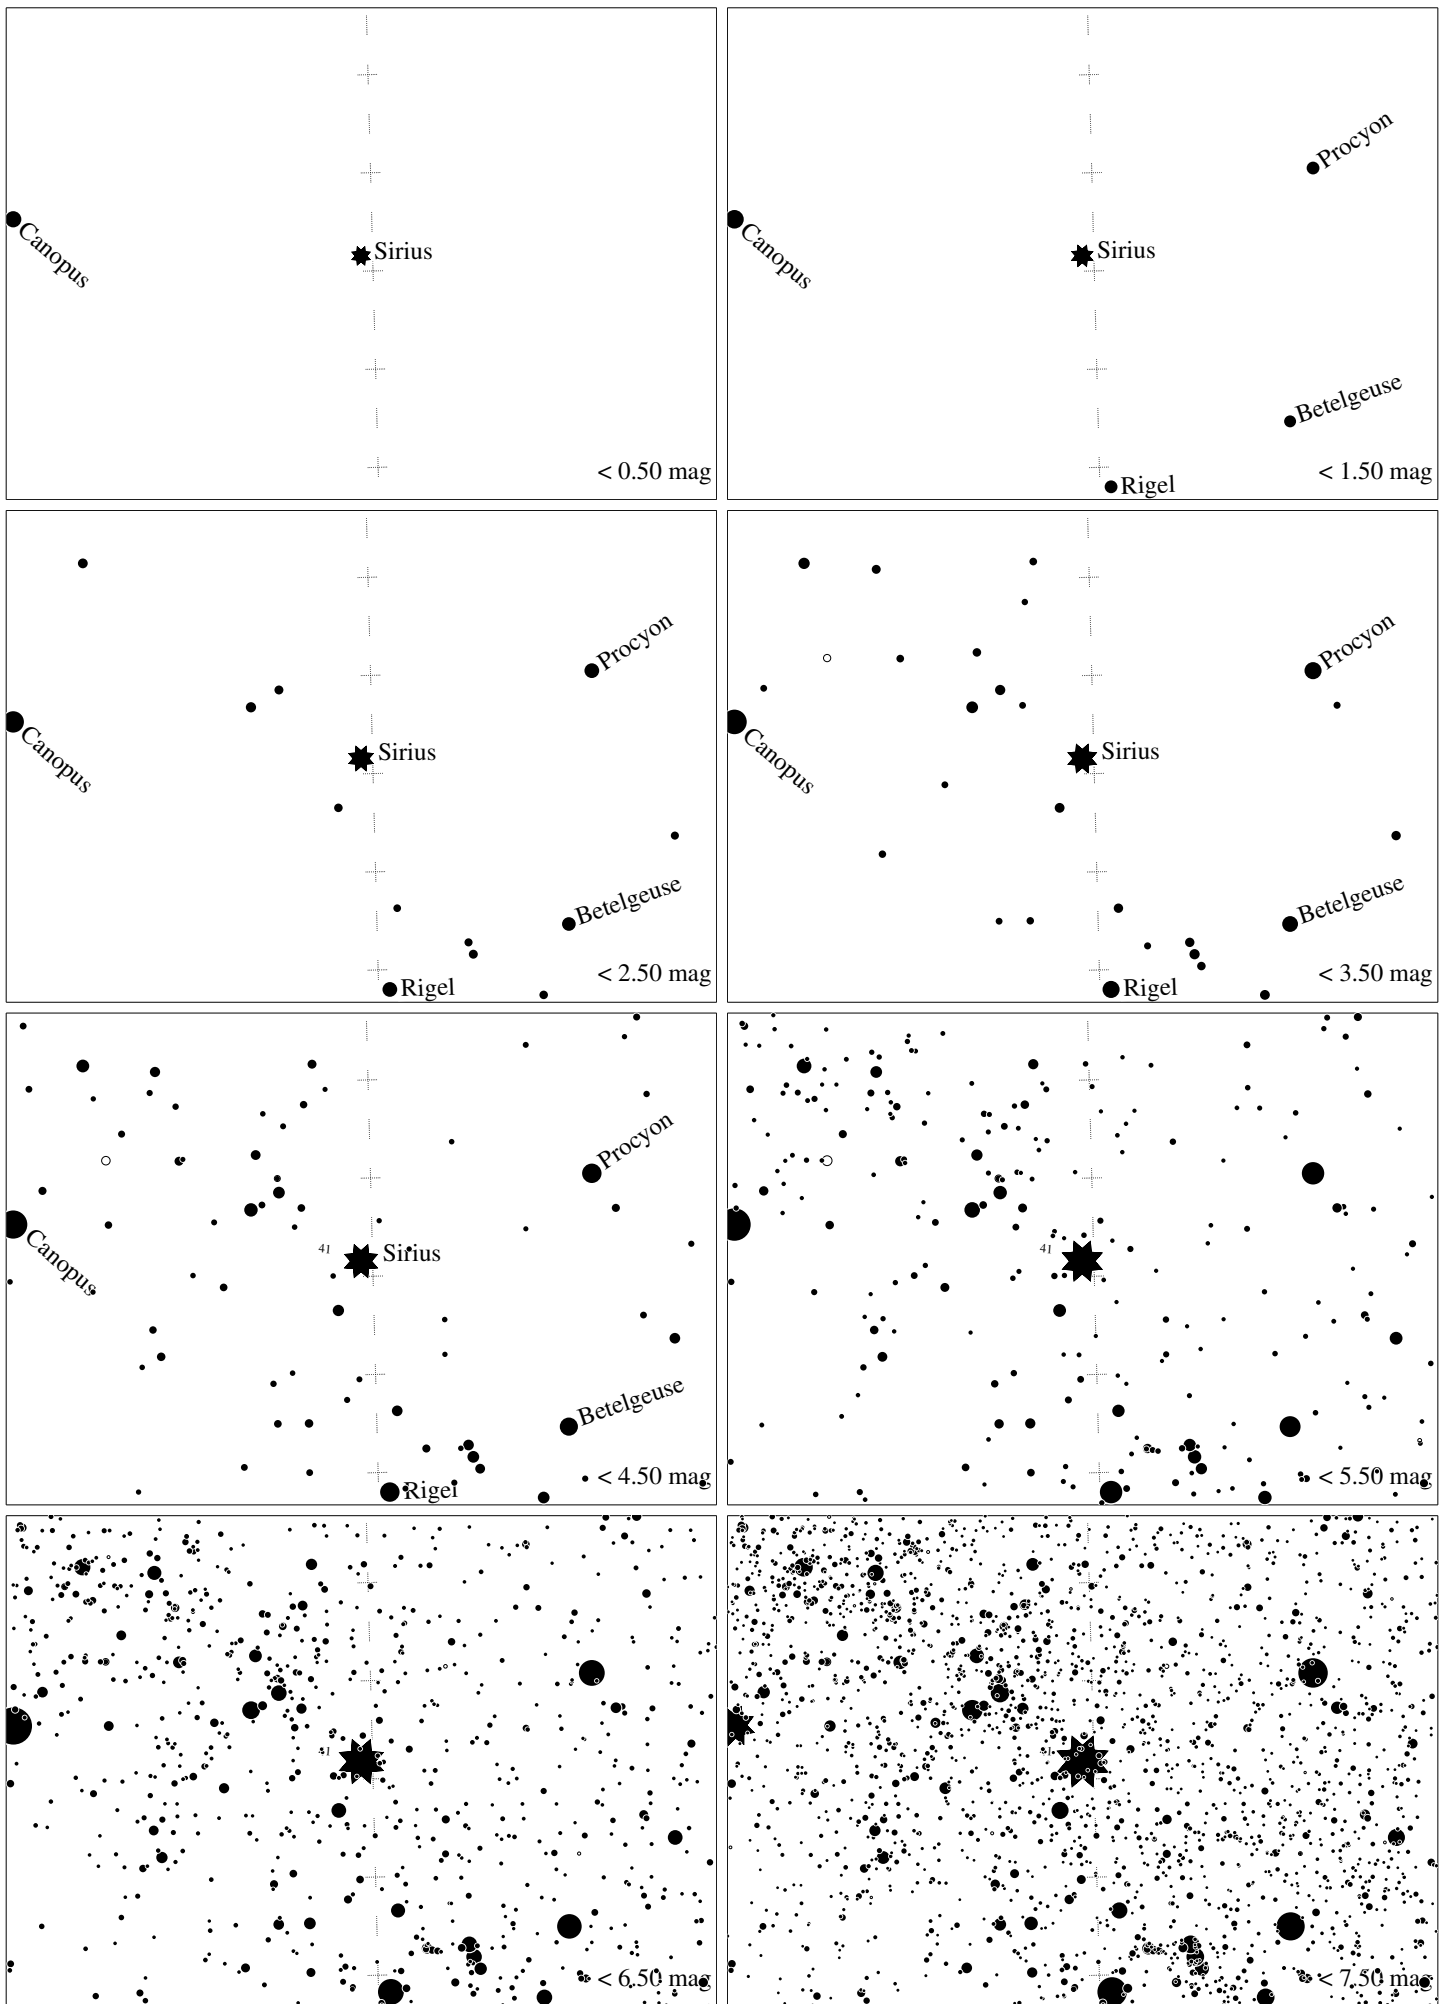 Canopus
Sirius
< 0.50 mag
Procyon
Canopus
Sirius
Betelgeuse
Rigel
< 1.50 mag
Procyon
Canopus
Sirius
Betelgeuse
Rigel
< 2.50 mag
Procyon
Canopus
Sirius
Betelgeuse
Rigel
< 3.50 mag
Procyon
Canopus
41
Sirius
Betelgeuse
Rigel
< 4.50 mag
41
< 5.50 mag
41
< 6.50 mag
41
< 7.50 mag